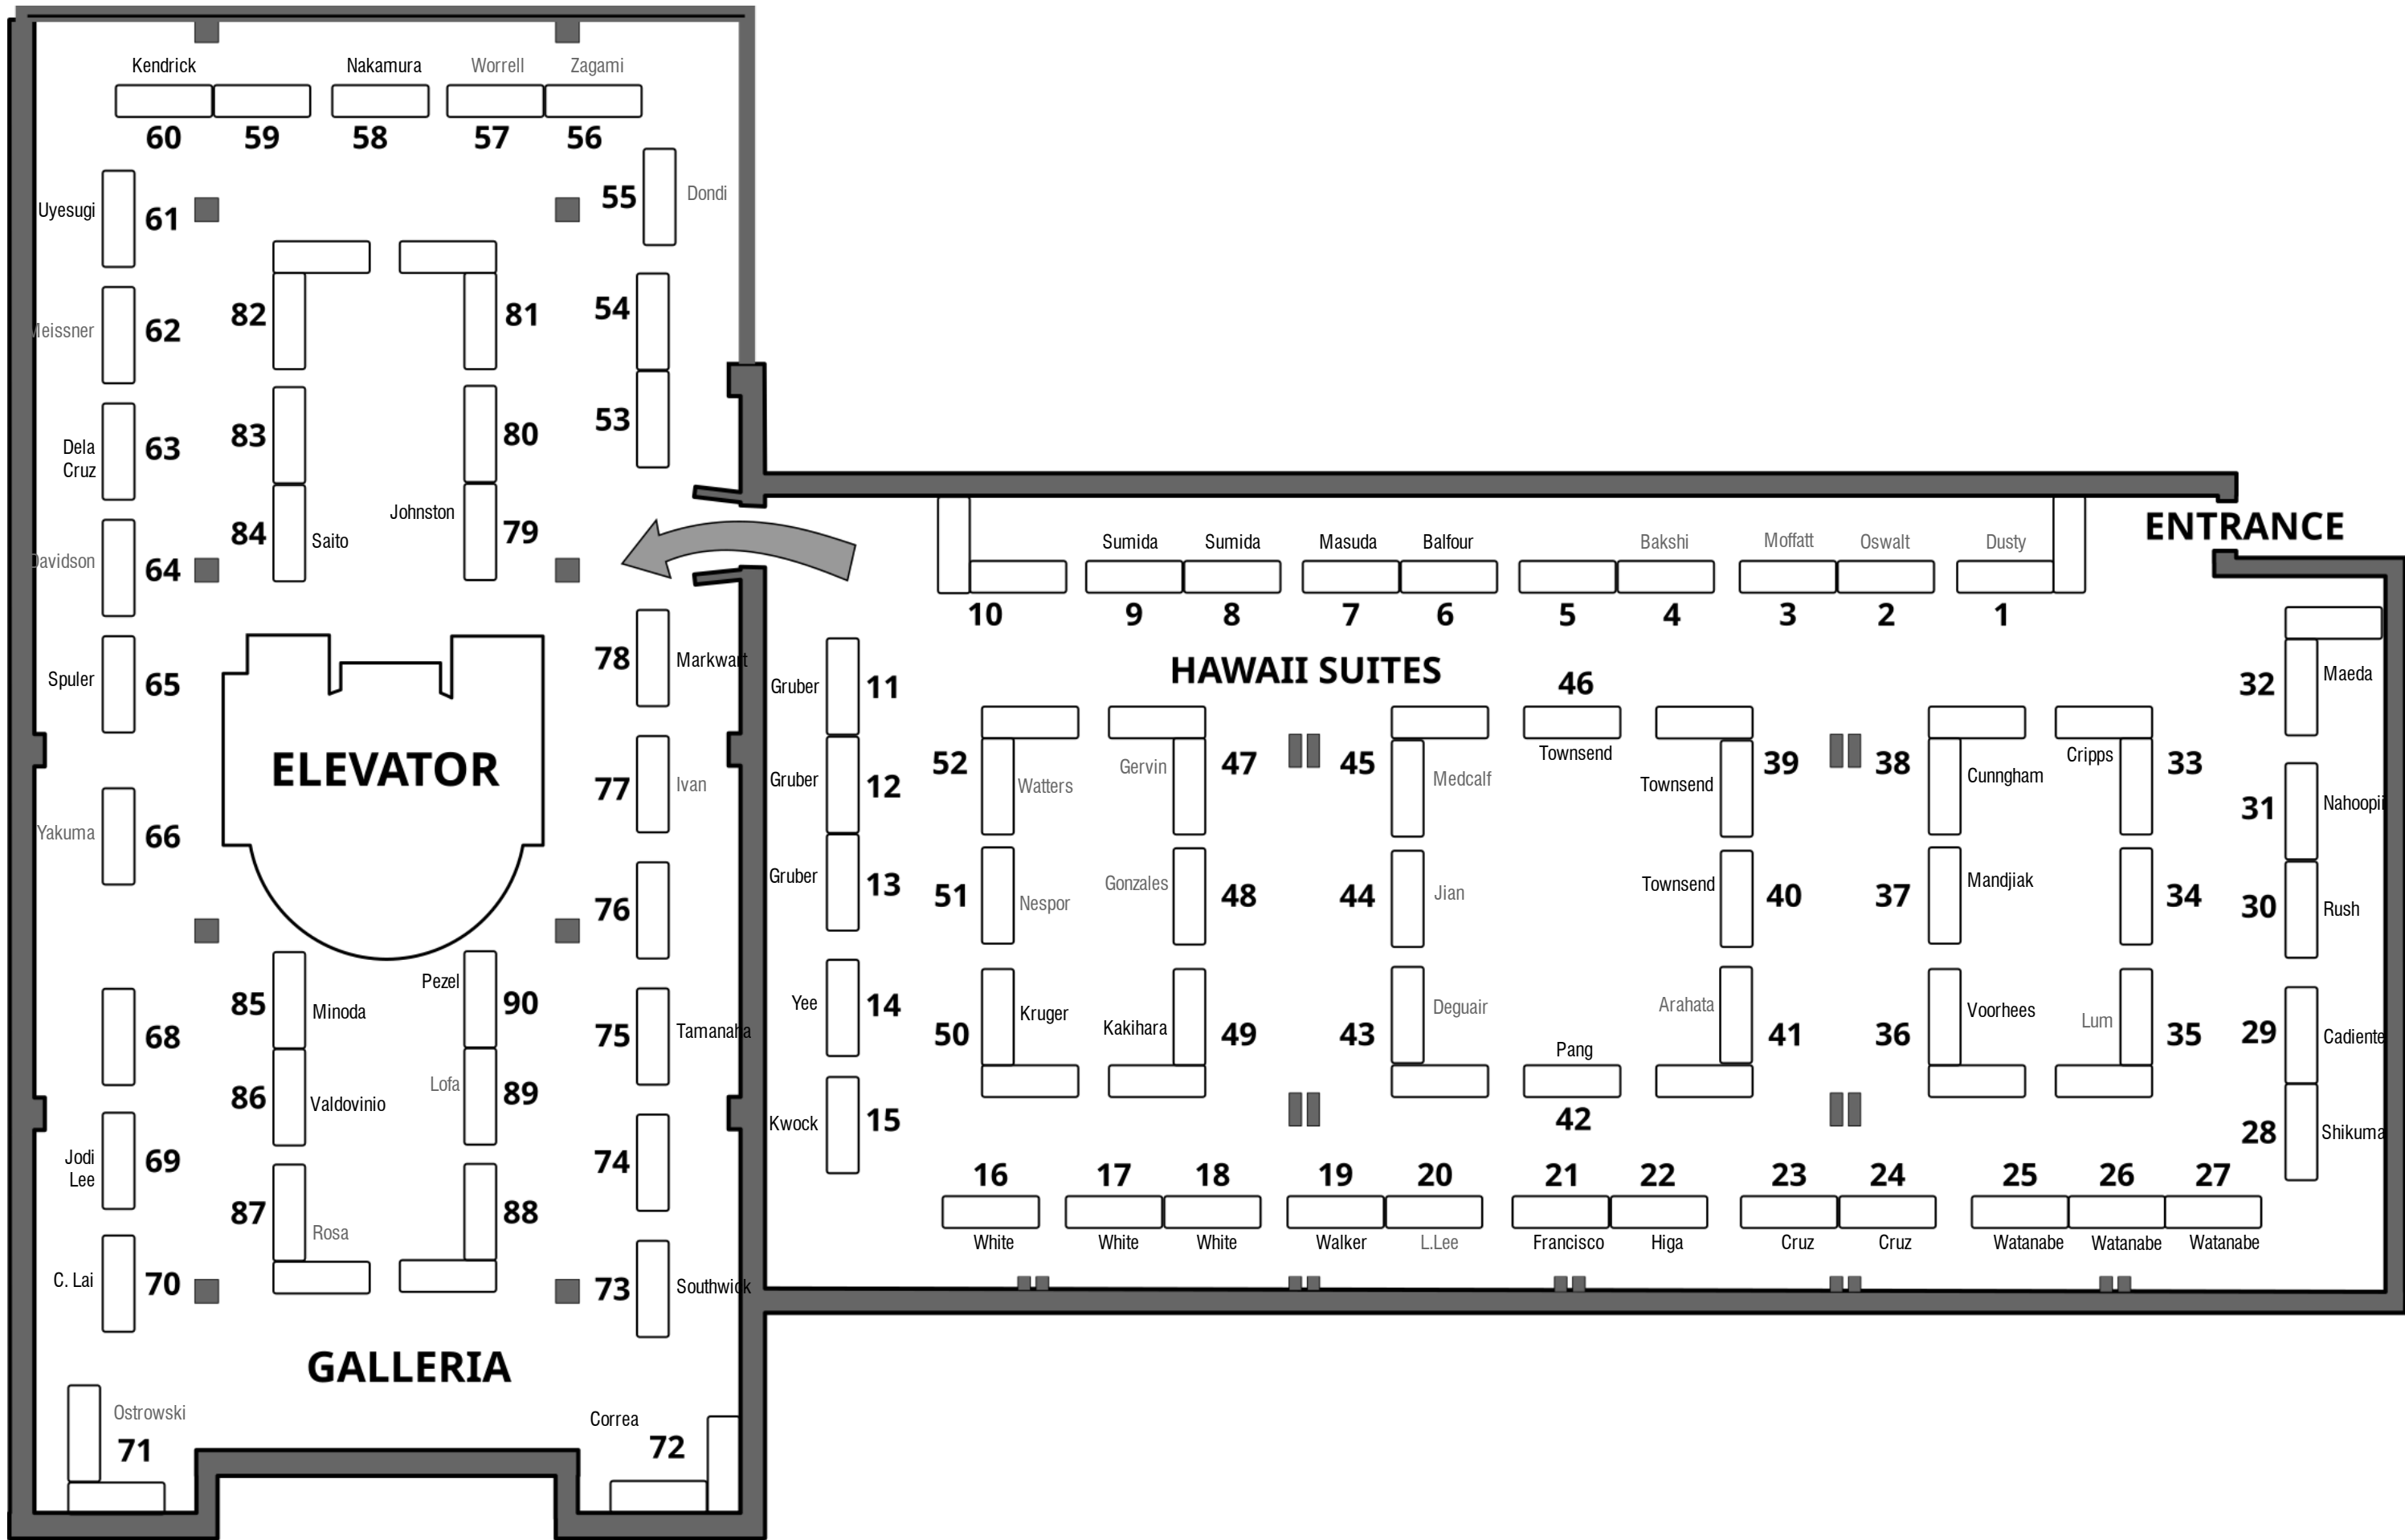 Kendrick
Nakamura
Worrell
Zagami
60
59
58
57
56
Uyesugi
61
55
Dondi
Meissner
62
82
81
54
Dela
Cruz
63
83
80
53
Davidson
64
84
Saito
Johnston
79
Spuler
65
78
Markwart
ELEVATOR
77
Ivan
Yakuma
66
76
68
85
Minoda
Pezel
90
75
Tamanaha
86
Valdovinio
Lofa
89
Jodi
Lee
69
74
87
Rosa
88
C. Lai
70
73
Southwick
GALLERIA
Ostrowski
71
Correa
72
ENTRANCE
Sumida
Sumida
Masuda
Balfour
Bakshi
Moffatt
Oswalt
Dusty
10
9
8
7
6
5
4
3
2
1
HAWAII SUITES
Gruber
11
46
32
Maeda
Gruber
12
52
Watters
Gervin
47
45
Medcalf
Townsend
Townsend
39
38
Cunngham
Cripps
33
31
Nahoopii
Gruber
13
51
Nespor
Gonzales
48
44
Jian
Townsend
40
37
Mandjiak
34
30
Rush
Yee
14
50
Kruger
Kakihara
49
43
Deguair
Pang
42
Arahata
41
36
Voorhees
Lum
35
29
Cadiente
Kwock
15
28
Shikuma
16
17
18
19
20
21
22
23
24
25
26
27
White
White
White
Walker
L.Lee
Francisco
Higa
Cruz
Cruz
Watanabe
Watanabe
Watanabe